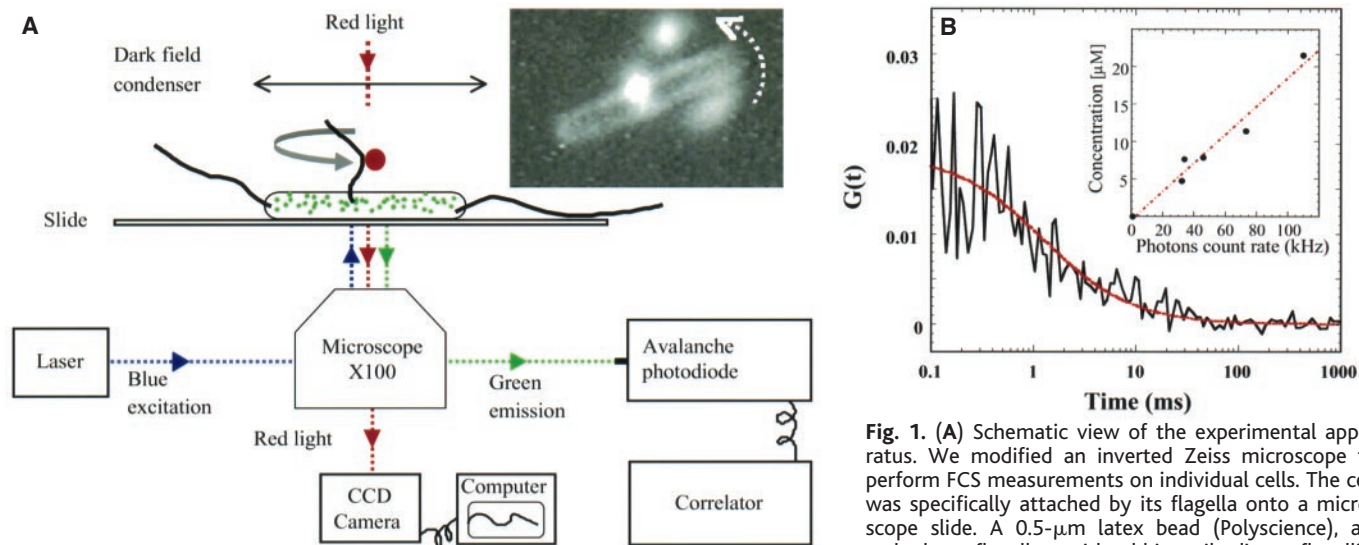 A
Red light
Dark field
condenser
Slide
Laser
Blue
excitation
Microscope
X100
Green
emission
Avalanche
photodiode
Red light
CCD
Camera
Computer
Correlator
B
G(t)
0.03
0.02
0.01
0
0.1
1
10
100
1000
Time (ms)
Concentration [μM]
20
15
10
5
0
20
40
60
80
100
Photons count rate (kHz)
Fig. 1. (A) Schematic view of the experimental appa-
ratus. We modified an inverted Zeiss microscope
perform FCS measurements on individual cells. The
was specifically attached by its flagella onto a micro-
scope slide. A 0.5-μm latex bead (Polyscience),